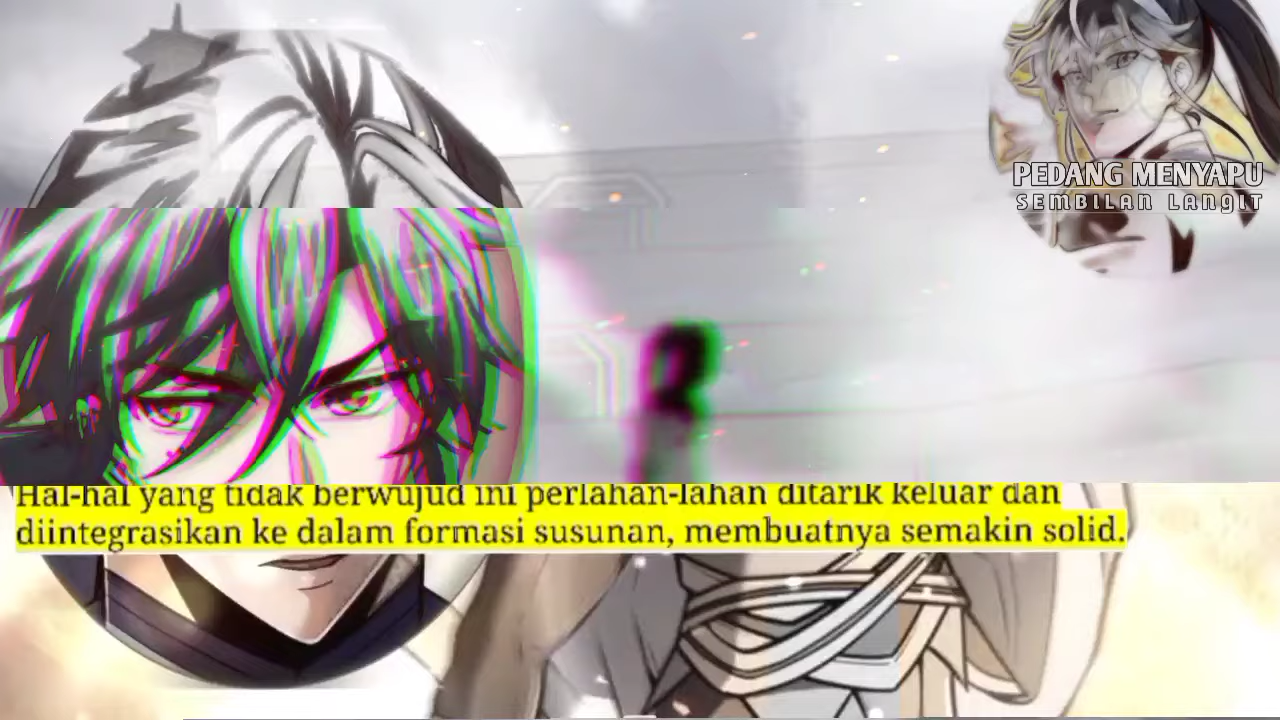 PEDANG MENYAPU
SEMBILAN LANGIT
Hal-hal yang tidak berwujud ini perlahan-lahan ditarik keluar dan
diintegrasikan ke dalam formasi susunan, membuatnya semakin solid.